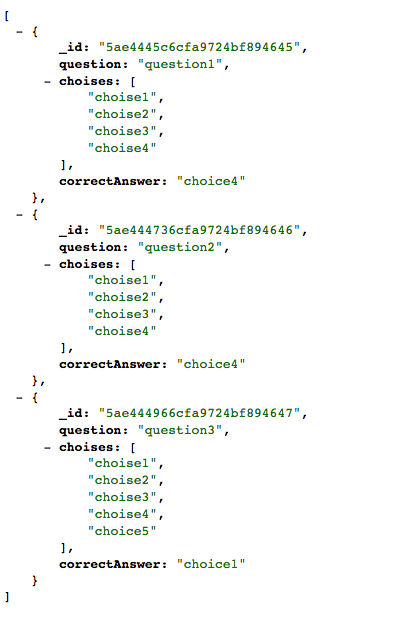 [
- {
_id: "5ae4445c6cfa9724bf894645",
question: "question1",
- choises: [
"choise1",
"choise2",
"choise3",
"choise4"
],
correctAnswer: "choice4"
},
- {
_id: "5ae444736cfa9724bf894646",
question: "question2",
- choises: [
"choise1",
"choise2",
"choise3",
"choise4"
],
correctAnswer: "choice4"
},
- {
_id: "5ae444966cfa9724bf894647",
question: "question3",
- choises: [
"choise1",
"choise2",
"choise3",
"choise4",
"choice5"
],
correctAnswer: "choice1"
}
]